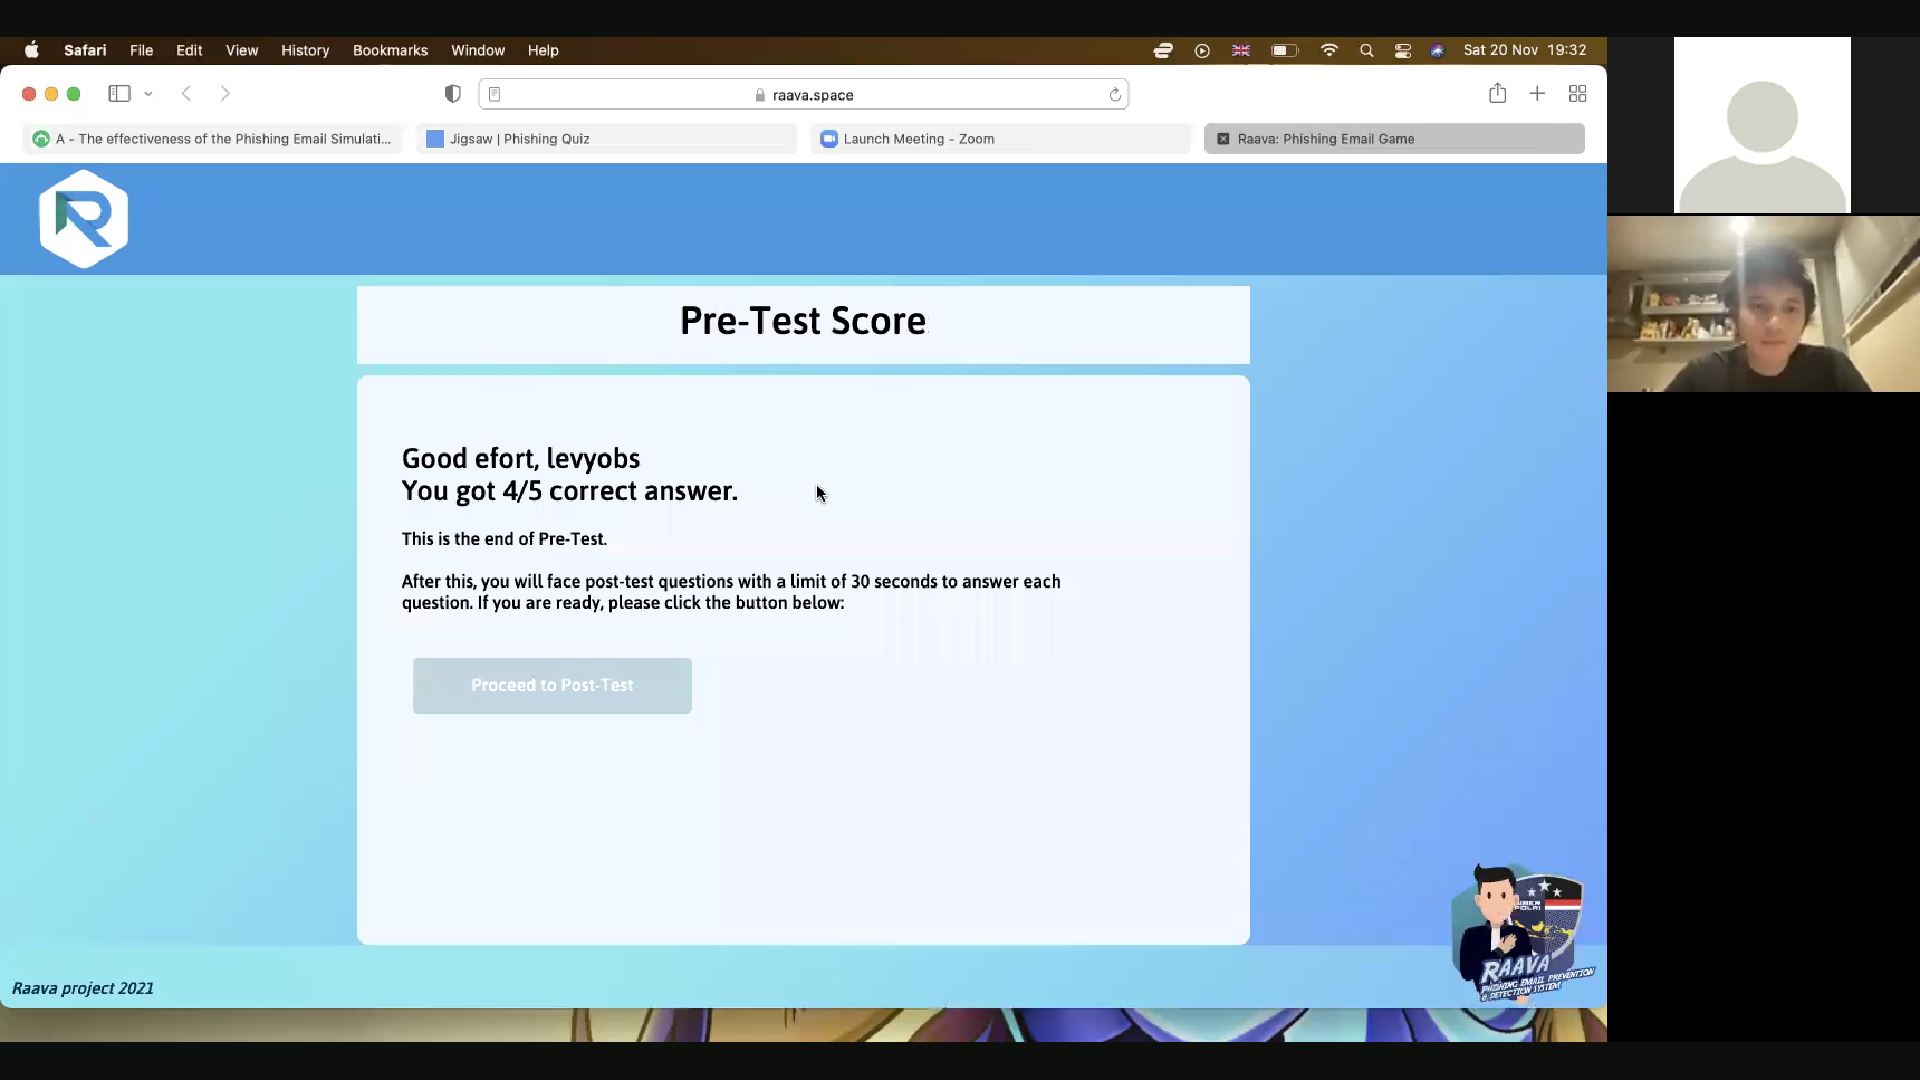 Safari File Edit View History Bookmarks Window Help Sat 20 Nov 19:32
raava.space
A - The effectiveness of the Phishing Email Simulati... Jigsaw | Phishing Quiz Launch Meeting - Zoom Raava: Phishing Email Game
R
Pre-Test Score
Good efort, levyobs
You got 4/5 correct answer.
This is the end of Pre-Test.
After this, you will face post-test questions with a limit of 30 seconds to answer each
question. If you are ready, please click the button below:
Proceed to Post-Test
POLRI
RAAVA
PHISHING EMAIL PREVENTION
& DETECTION SYSTEM
Raava project 2021